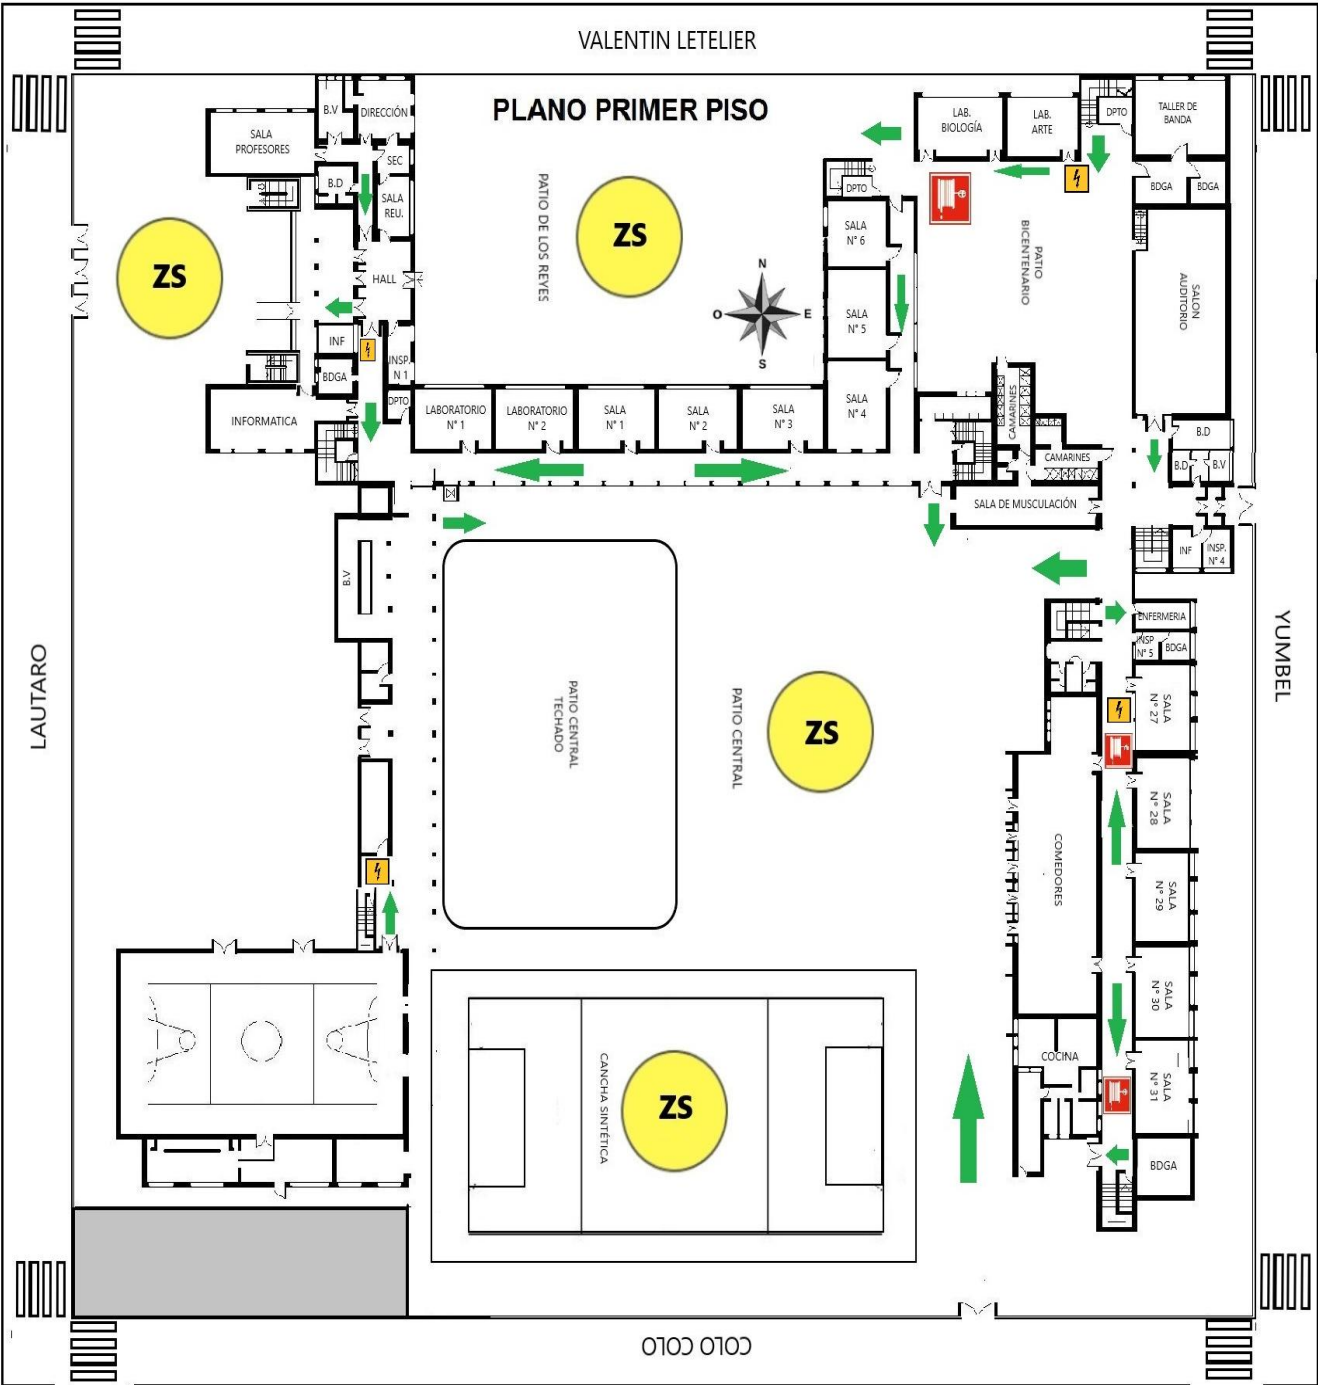 VALENTIN LETELIER
PLANO PRIMER PISO
B.V
DIRECCIÓN
SALA
PROFESORES
SEC
B.D
SALA
REU.
HALL
INF
INSP.
N 1
BDGA
DPTO
INFORMATICA
ZS
PATIO DE LOS REYES
ZS
N
O
E
S
LAB.
BIOLOGÍA
LAB.
ARTE
DPTO
TALLER DE
BANDA
BDGA
BDGA
DPTO
SALA
N° 6
SALA
N° 5
SALA
N° 4
PATIO
BICENTENARIO
SALON
AUDITORIO
LABORATORIO
N° 1
LABORATORIO
N° 2
SALA
N° 1
SALA
N° 2
SALA
N° 3
CAMARINES
CAMARINES
SALA DE MUSCULACIÓN
B.D
B.D
B.V
INF
INSP.
N° 4
ENFERMERIA
INSP
N° 5
BDGA
B.V
LAUTARO
YUMBEL
PATIO CENTRAL
TECHADO
PATIO CENTRAL
ZS
SALA
N° 27
SALA
N° 28
SALA
N° 29
SALA
N° 30
SALA
N° 31
COMEDORES
COCINA
BDGA
CANCHA SINTÉTICA
ZS
COLO COLO